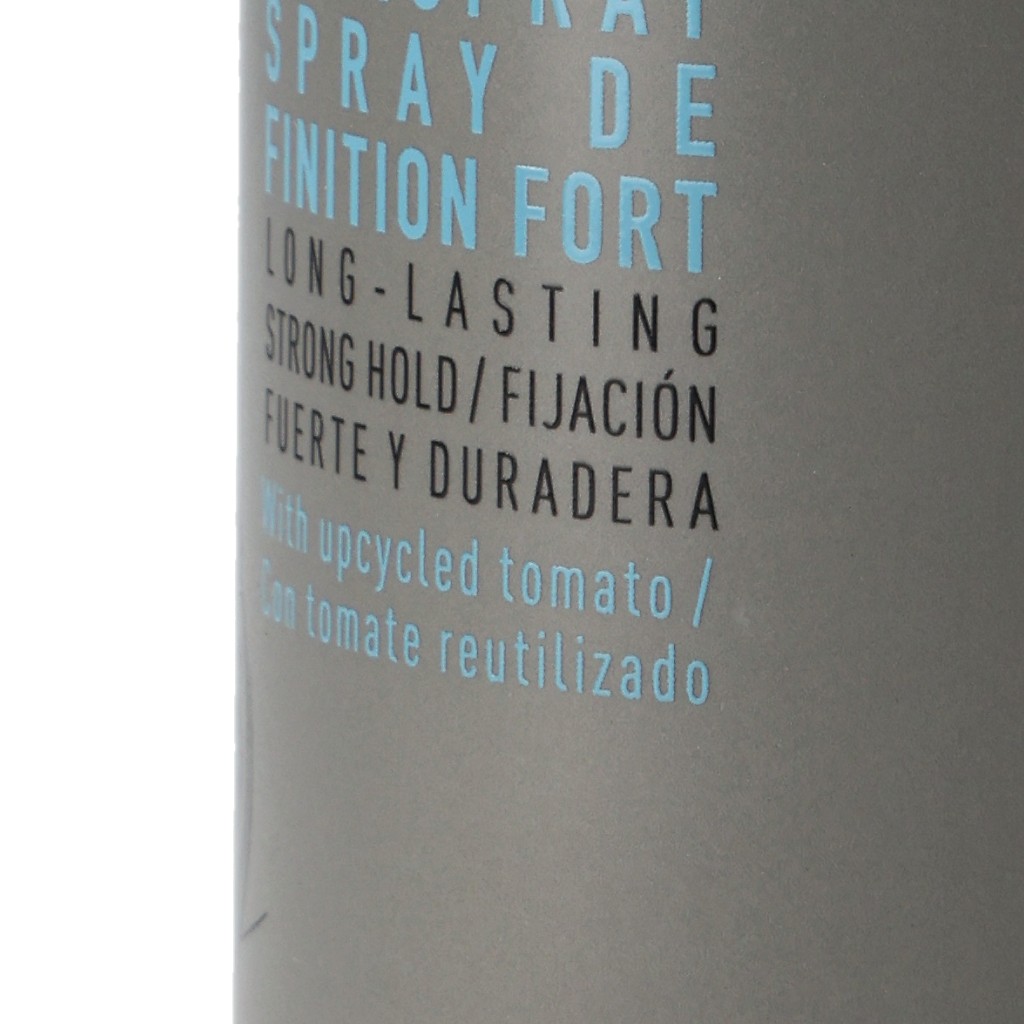 SPRAY DE
FINITION FORT
LONG-LASTING
STRONG HOLD/FIJACIÓN
FUERTE Y DURADERA
With upcycled tomato /
Con tomate reutilizado